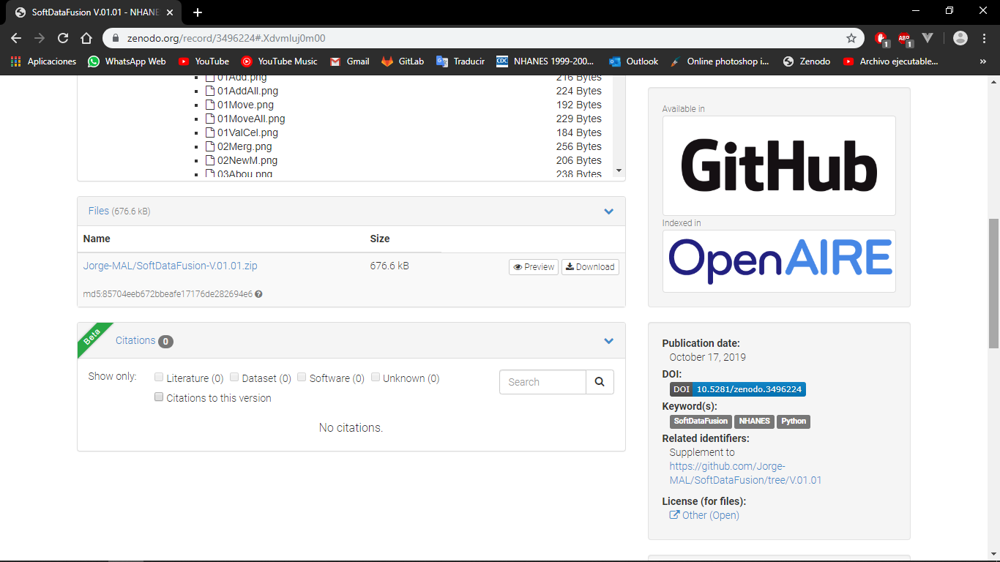 SoftDataFusion V.01.01 - NHANE
zenodo.org/record/3496224#.XdvmIuj0m00
1
ABP
1
Aplicaciones
WhatsApp Web
YouTube
YouTube Music
Gmail
GitLab
Traducir
CDC
NHANES 1999-200...
Outlook
Online photoshop i...
Zenodo
Archivo ejecutable...
»
01Add.png 216 Bytes
01AddAll.png 224 Bytes
01Move.png 192 Bytes
01MoveAll.png 229 Bytes
01ValCel.png 184 Bytes
02Merg.png 256 Bytes
02NewM.png 206 Bytes
03Abou.png 238 Bytes
Files (676.6 kB)
Name Size
Jorge-MAL/SoftDataFusion-V.01.01.zip 676.6 kB Preview Download
md5:85704eeb672bbeafe17176de282694e6
Beta
Citations 0
Show only: Literature (0) Dataset (0) Software (0) Unknown (0)
Citations to this version
Search
No citations.
Available in
GitHub
Indexed in
OpenAIRE
Publication date:
October 17, 2019
DOI:
DOI 10.5281/zenodo.3496224
Keyword(s):
SoftDataFusion NHANES Python
Related identifiers:
Supplement to
https://github.com/Jorge-
MAL/SoftDataFusion/tree/V.01.01
License (for files):
Other (Open)